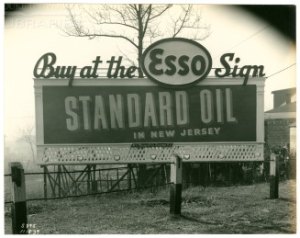 Buy at the Esso Sign
STANDARD OIL
IN NEW JERSEY